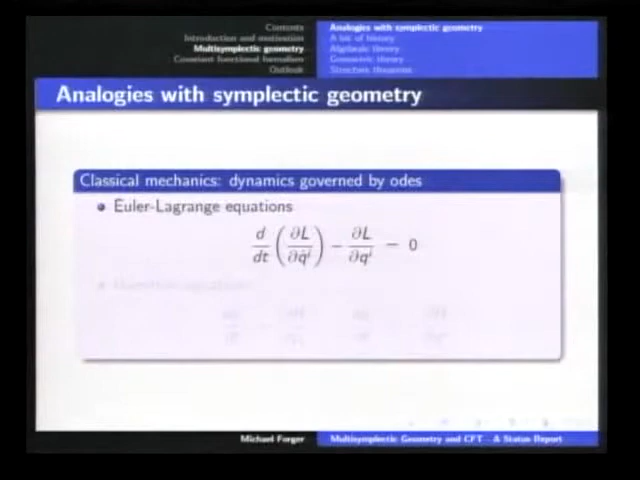 Contents
Introduction and motivation
Multisymplectic geometry
Covariant functional formalism
Outlook
Analogies with symplectic geometry
A bit of history
Algebraic theory
Geometric theory
Structure theorems
Analogies with symplectic geometry
Classical mechanics: dynamics governed by odes
Euler-Lagrange equations
d/dt (∂L/∂q̇ⁱ) − ∂L/∂qⁱ = 0
Michael Forger
Multisymplectic Geometry and CFT - A Status Report